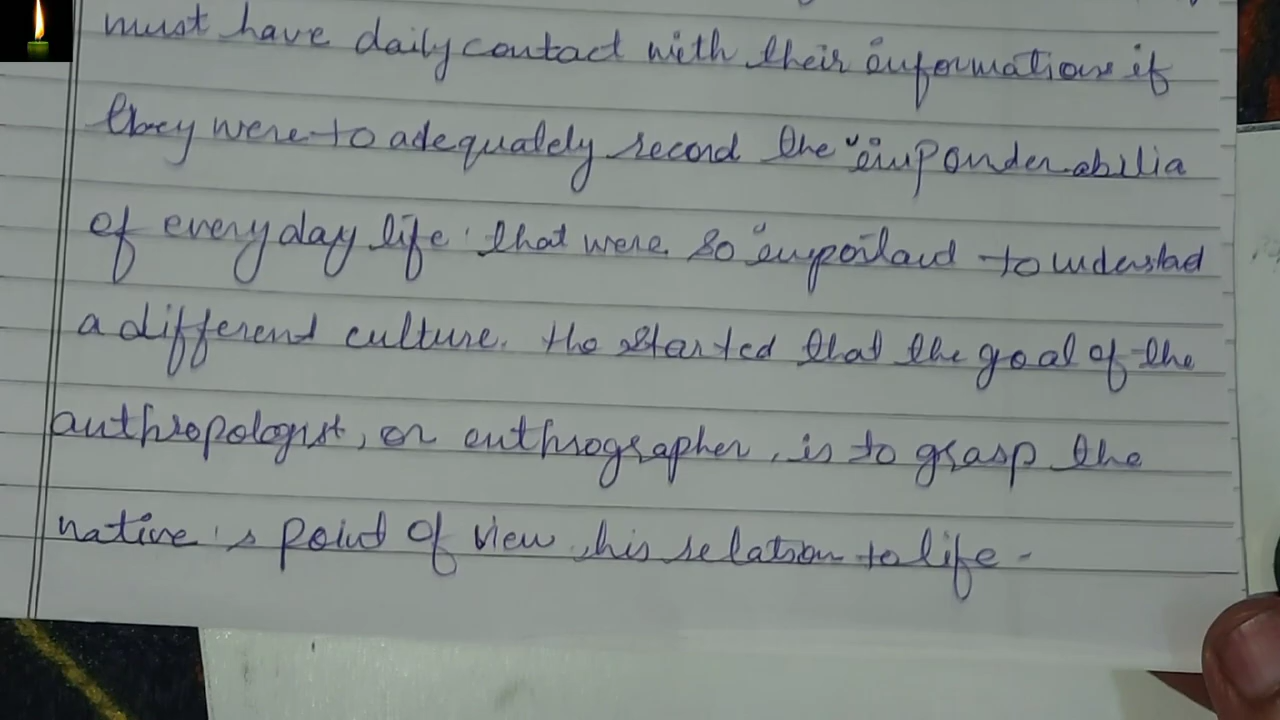 must have daily contact with their informations if
they were to adequately record the "imponderabilia
of everyday life" that were so important to understad
a different culture. He started that the goal of the
anthropologist, or enthrographer, is to grasp the
native's point of view, his relation to life -